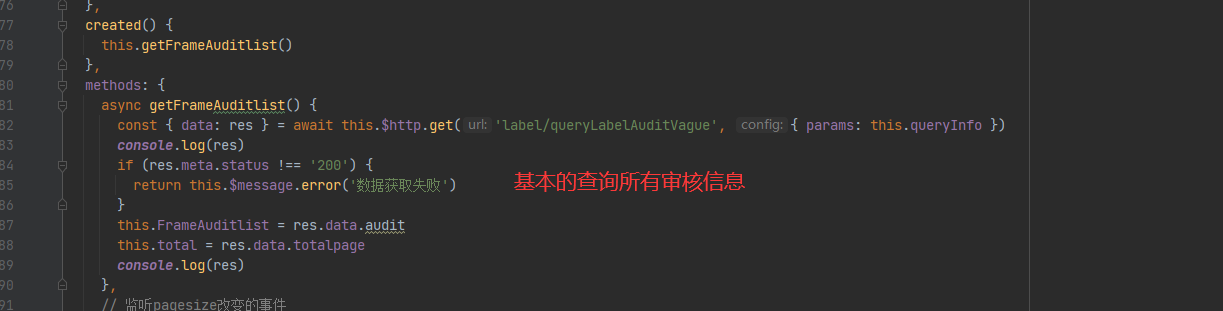 76 },
77 created() {
78 this.getFrameAuditlist()
79 },
80 methods: {
81 async getFrameAuditlist() {
82 const { data: res } = await this.$http.get( url: 'label/queryLabelAuditVague', config: { params: this.queryInfo })
83 console.log(res)
84 if (res.meta.status !== '200') {
85 return this.$message.error('数据获取失败') 基本的查询所有审核信息
86 }
87 this.FrameAuditlist = res.data.audit
88 this.total = res.data.totalpage
89 console.log(res)
90 },
91 // 监听pagesize改变的事件